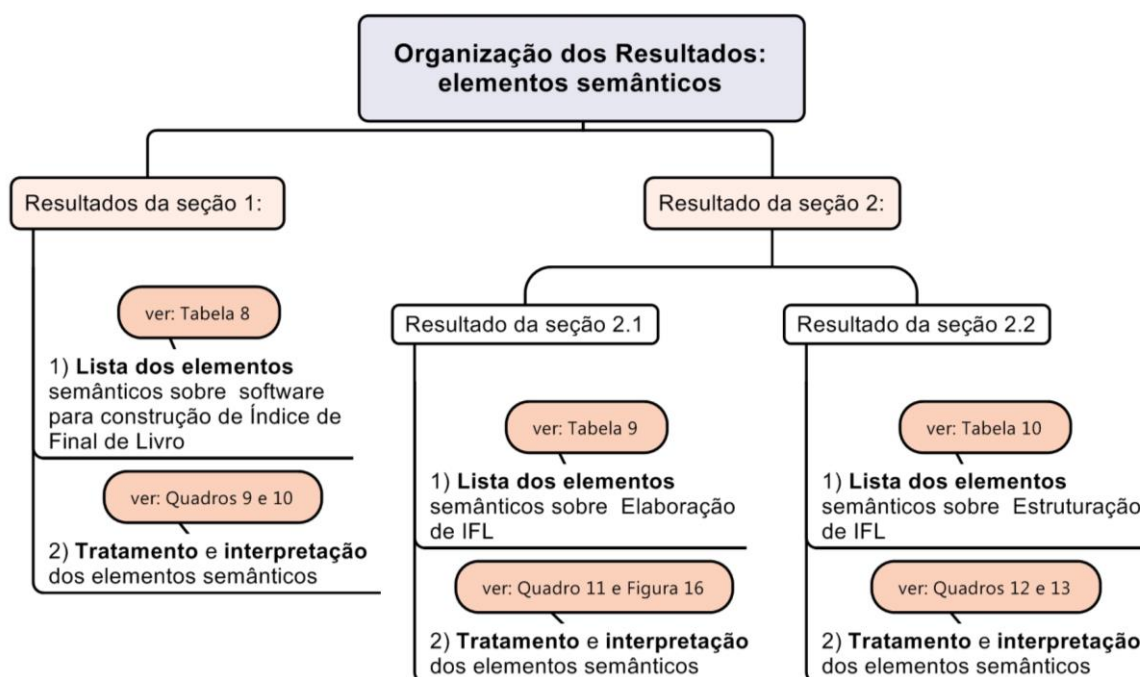 Organização dos Resultados:
elementos semânticos
Resultados da seção 1:
ver: Tabela 8
1) Lista dos elementos
semânticos sobre software
para construção de Índice de
Final de Livro
ver: Quadros 9 e 10
2) Tratamento e interpretação
dos elementos semânticos
Resultado da seção 2:
Resultado da seção 2.1
ver: Tabela 9
1) Lista dos elementos
semânticos sobre Elaboração
de IFL
ver: Quadro 11 e Figura 16
2) Tratamento e interpretação
dos elementos semânticos
Resultado da seção 2.2
ver: Tabela 10
1) Lista dos elementos
semânticos sobre Estruturação
de IFL
ver: Quadros 12 e 13
2) Tratamento e interpretação
dos elementos semânticos